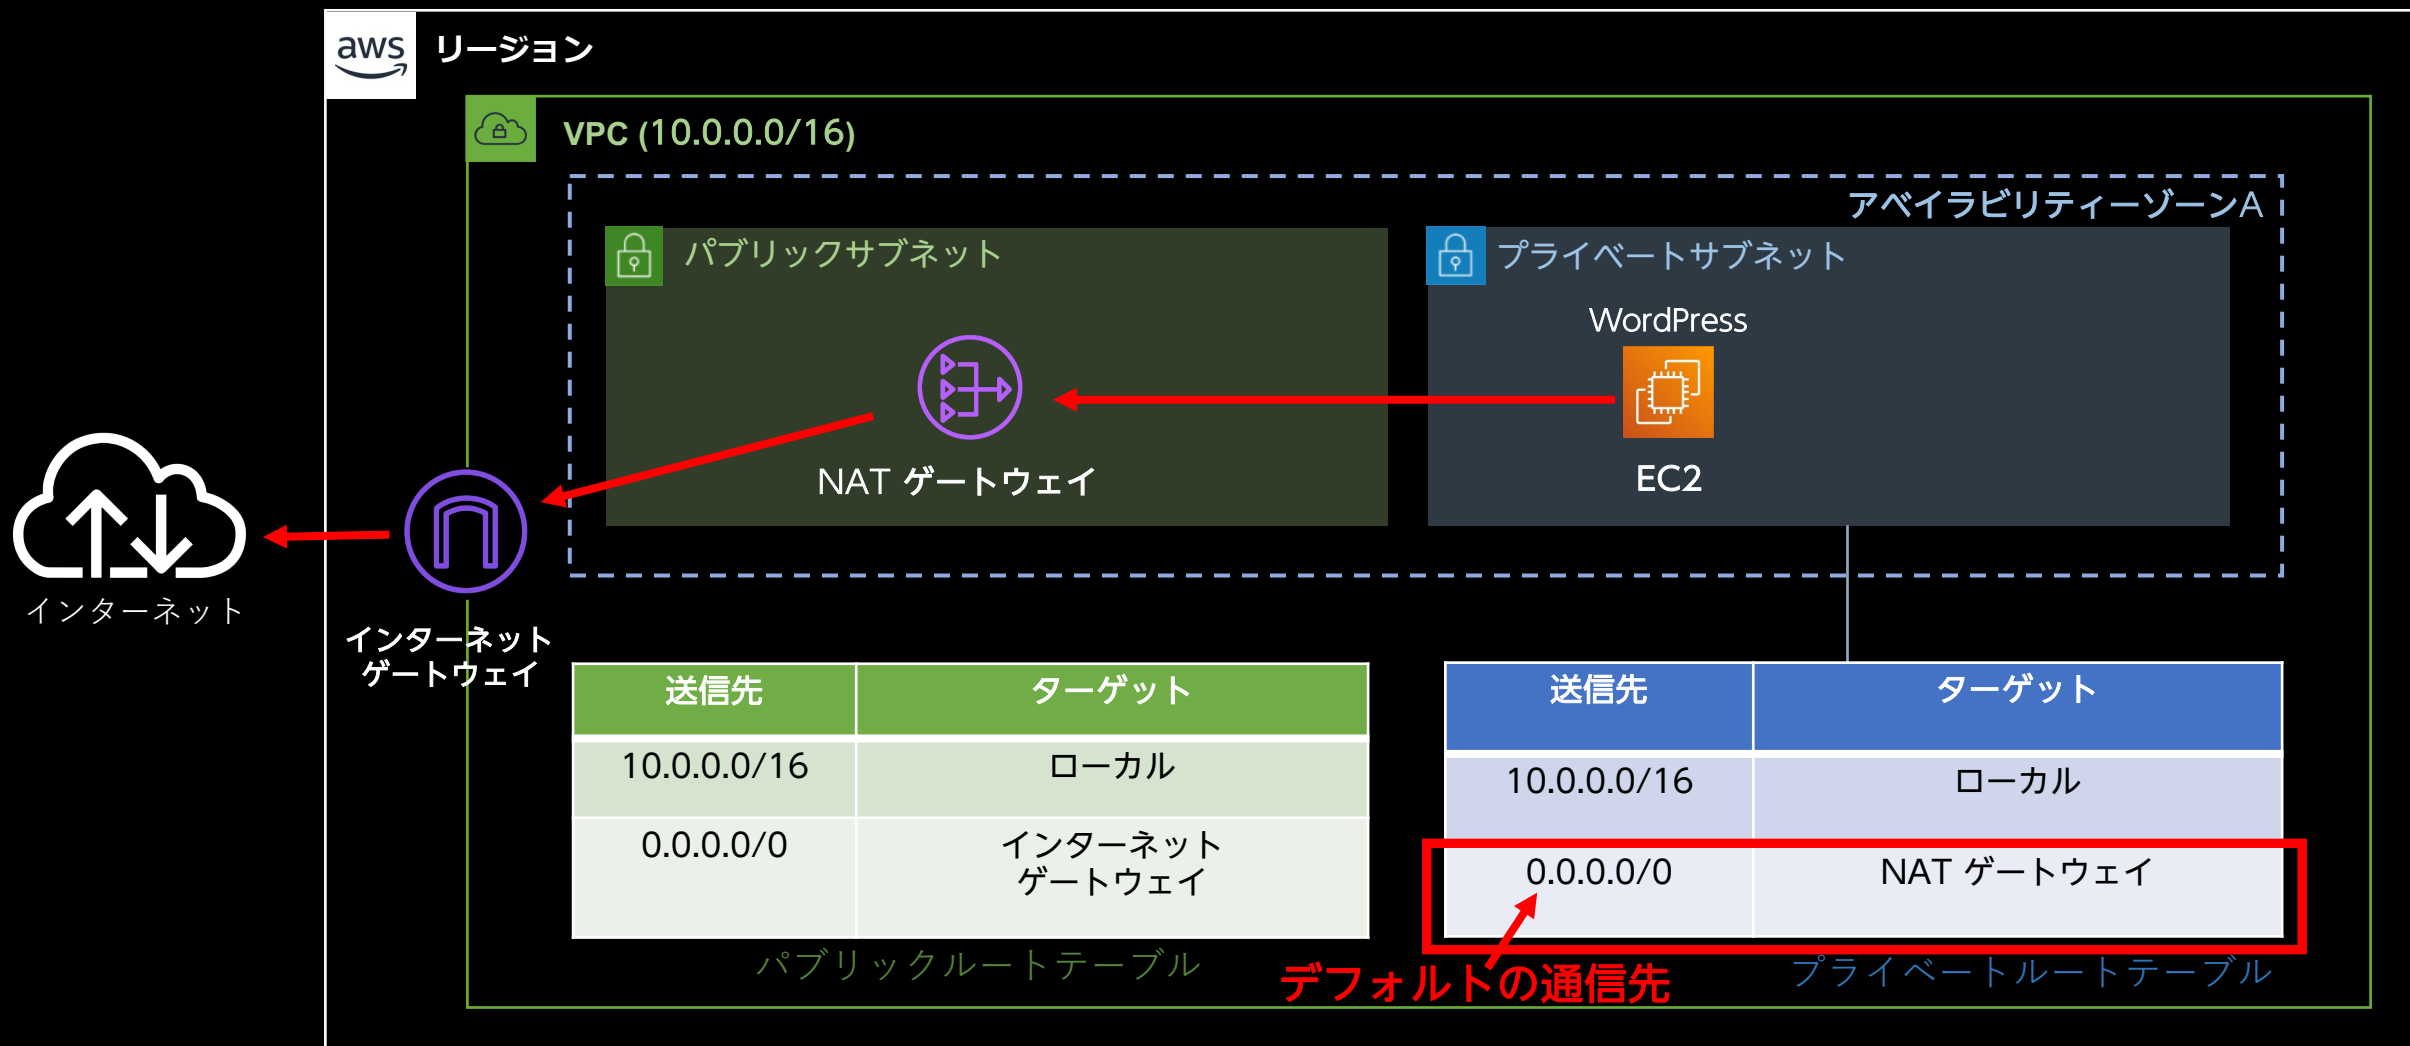 aws
リージョン
VPC (10.0.0.0/16)
アベイラビリティーゾーンA
パブリックサブネット
プライベートサブネット
WordPress
NAT ゲートウェイ
EC2
インターネット
インターネット
ゲートウェイ
送信先 ターゲット
10.0.0.0/16 ローカル
0.0.0.0/0 インターネット
ゲートウェイ
パブリックルートテーブル
送信先 ターゲット
10.0.0.0/16 ローカル
0.0.0.0/0 NAT ゲートウェイ
デフォルトの通信先
プライベートルートテーブル